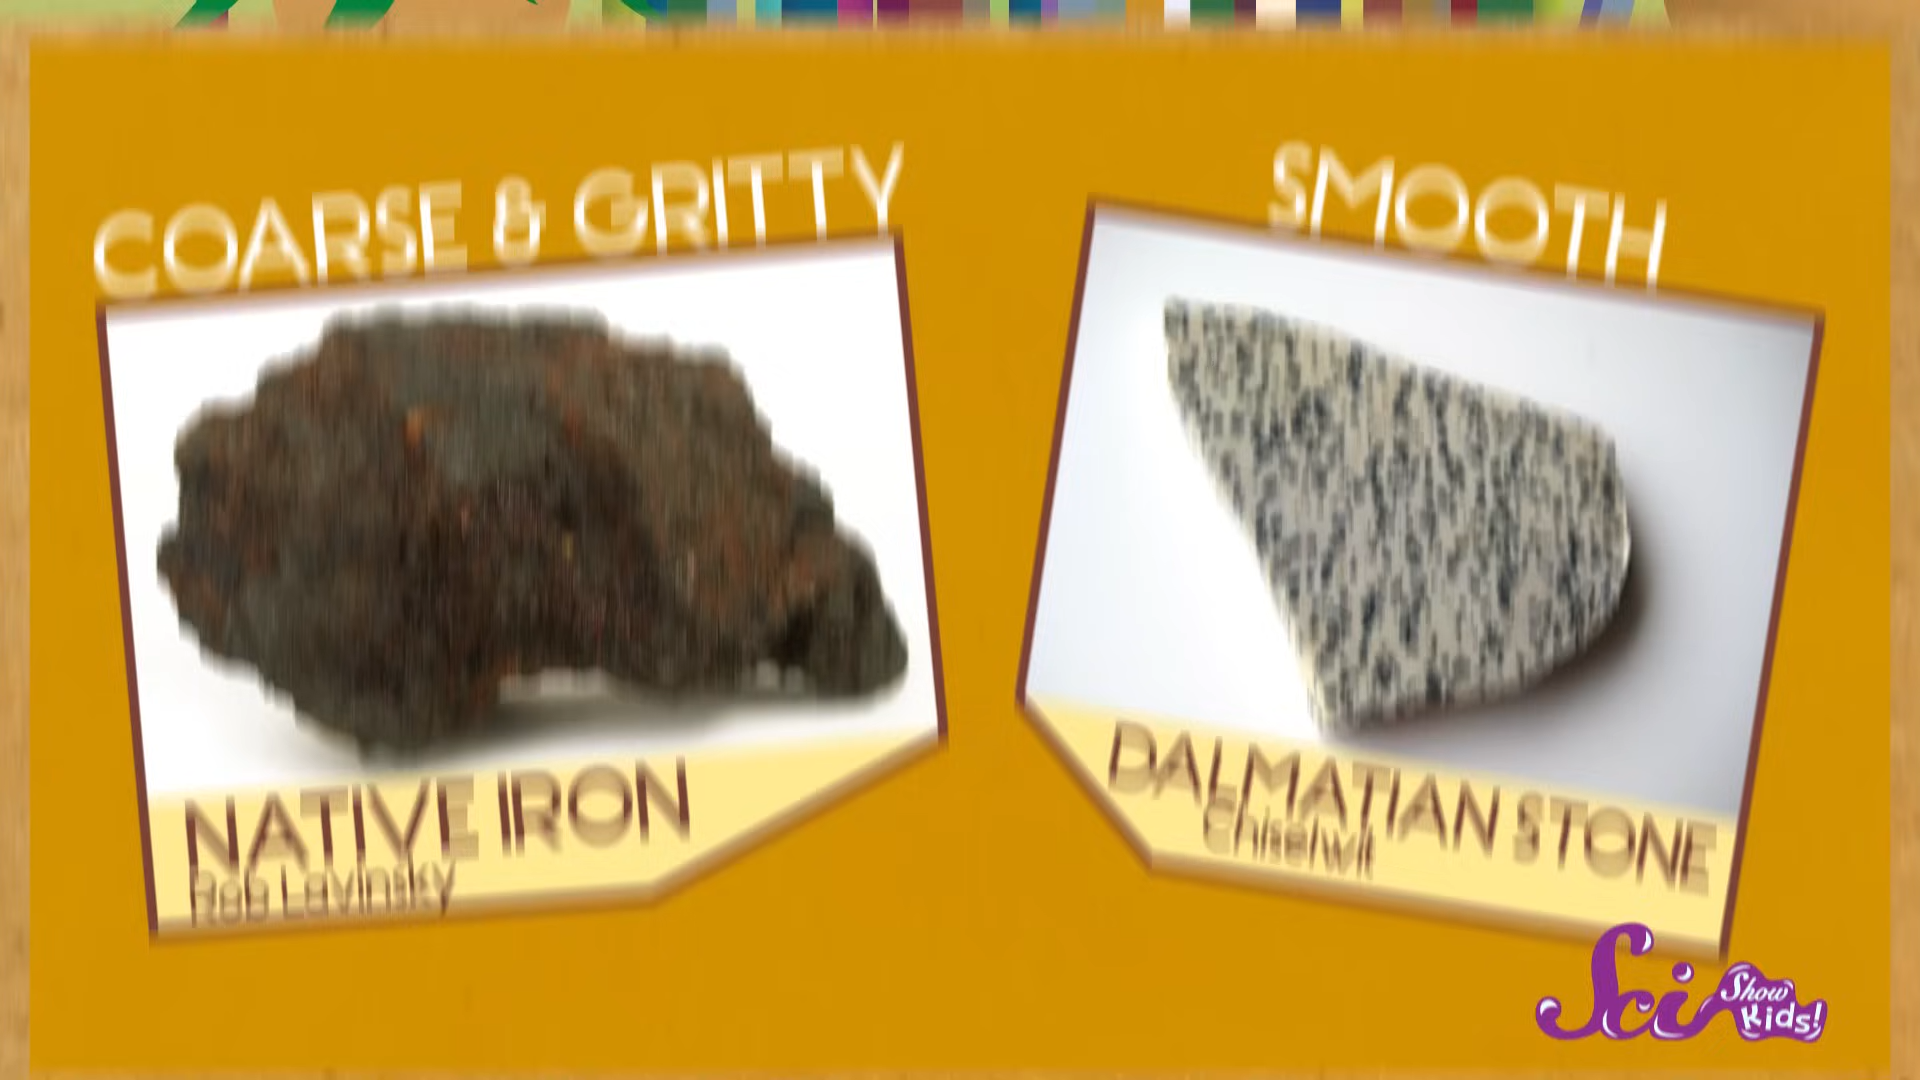 COARSE & GRITTY
NATIVE IRON
Rob Lavinsky
SMOOTH
DALMATIAN STONE
Chiselwit
Sci
Show
Kids!